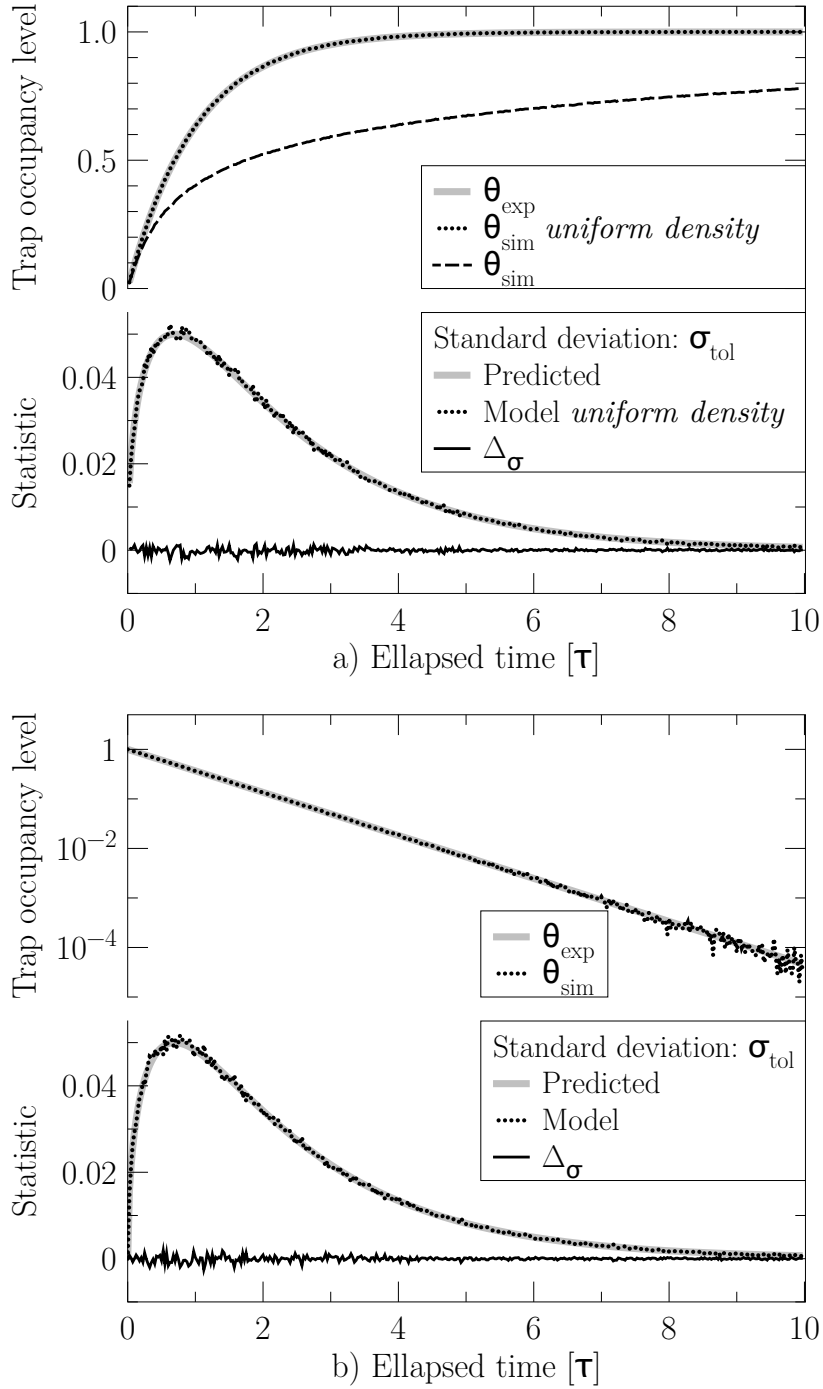 1.0
0.5
0
Trap occupancy level
θexp
θsim uniform density
θsim
0.04
0.02
0
Statistic
Standard deviation: σtol
Predicted
Model uniform density
Δσ
0 2 4 6 8 10
a) Ellapsed time [τ]
1
10−2
10−4
Trap occupancy level
θexp
θsim
0.04
0.02
0
Statistic
Standard deviation: σtol
Predicted
Model
Δσ
0 2 4 6 8 10
b) Ellapsed time [τ]